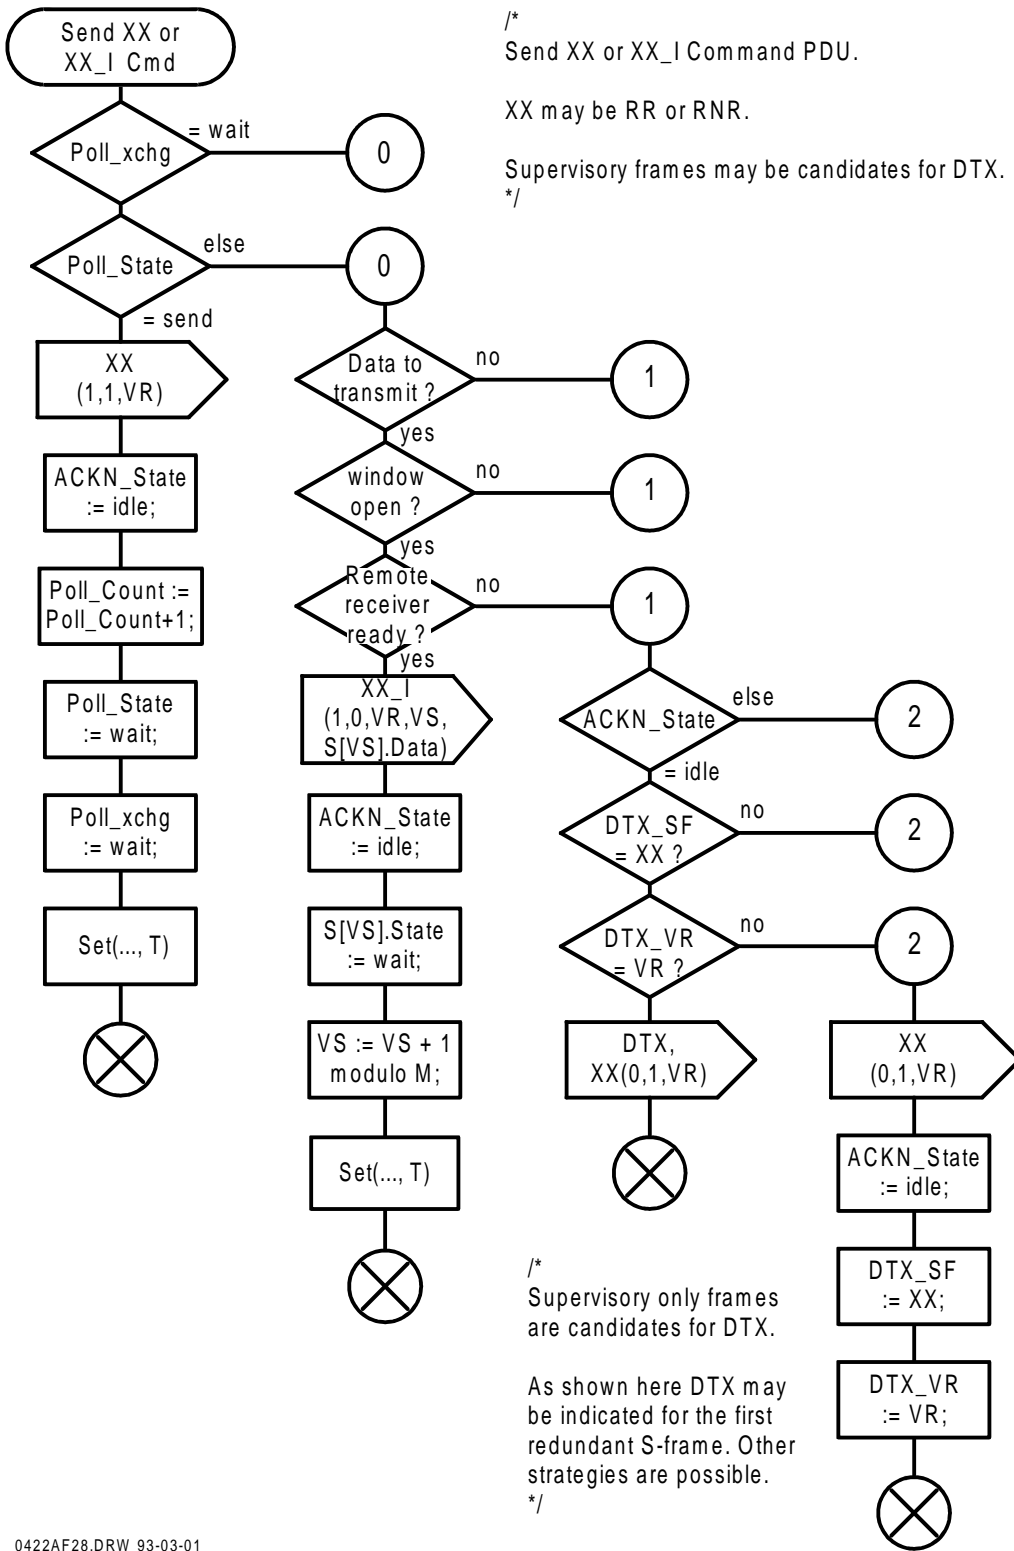 Send XX or
XX_I Cmd
/*
Send XX or XX_I Command PDU.
XX may be RR or RNR.
Supervisory frames may be candidates for DTX.
*/
Poll_xchg
= wait
0
Poll_State
else
0
= send
XX
(1,1,VR)
ACKN_State
:= idle;
Poll_Count :=
Poll_Count+1;
Poll_State
:= wait;
Poll_xchg
:= wait;
Set(..., T)
Data to
transmit ?
no
1
yes
window
open ?
no
1
yes
Remote
receiver
ready ?
no
1
yes
XX_I
(1,0,VR,VS,
S[VS].Data)
ACKN_State
:= idle;
S[VS].State
:= wait;
VS := VS + 1
modulo M;
Set(..., T)
ACKN_State
else
2
= idle
DTX_SF
= XX ?
no
2
DTX_VR
= VR ?
no
2
DTX,
XX(0,1,VR)
XX
(0,1,VR)
ACKN_State
:= idle;
DTX_SF
:= XX;
DTX_VR
:= VR;
/*
Supervisory only frames
are candidates for DTX.
As shown here DTX may
be indicated for the first
redundant S-frame. Other
strategies are possible.
*/
0422AF28.DRW 93-03-01